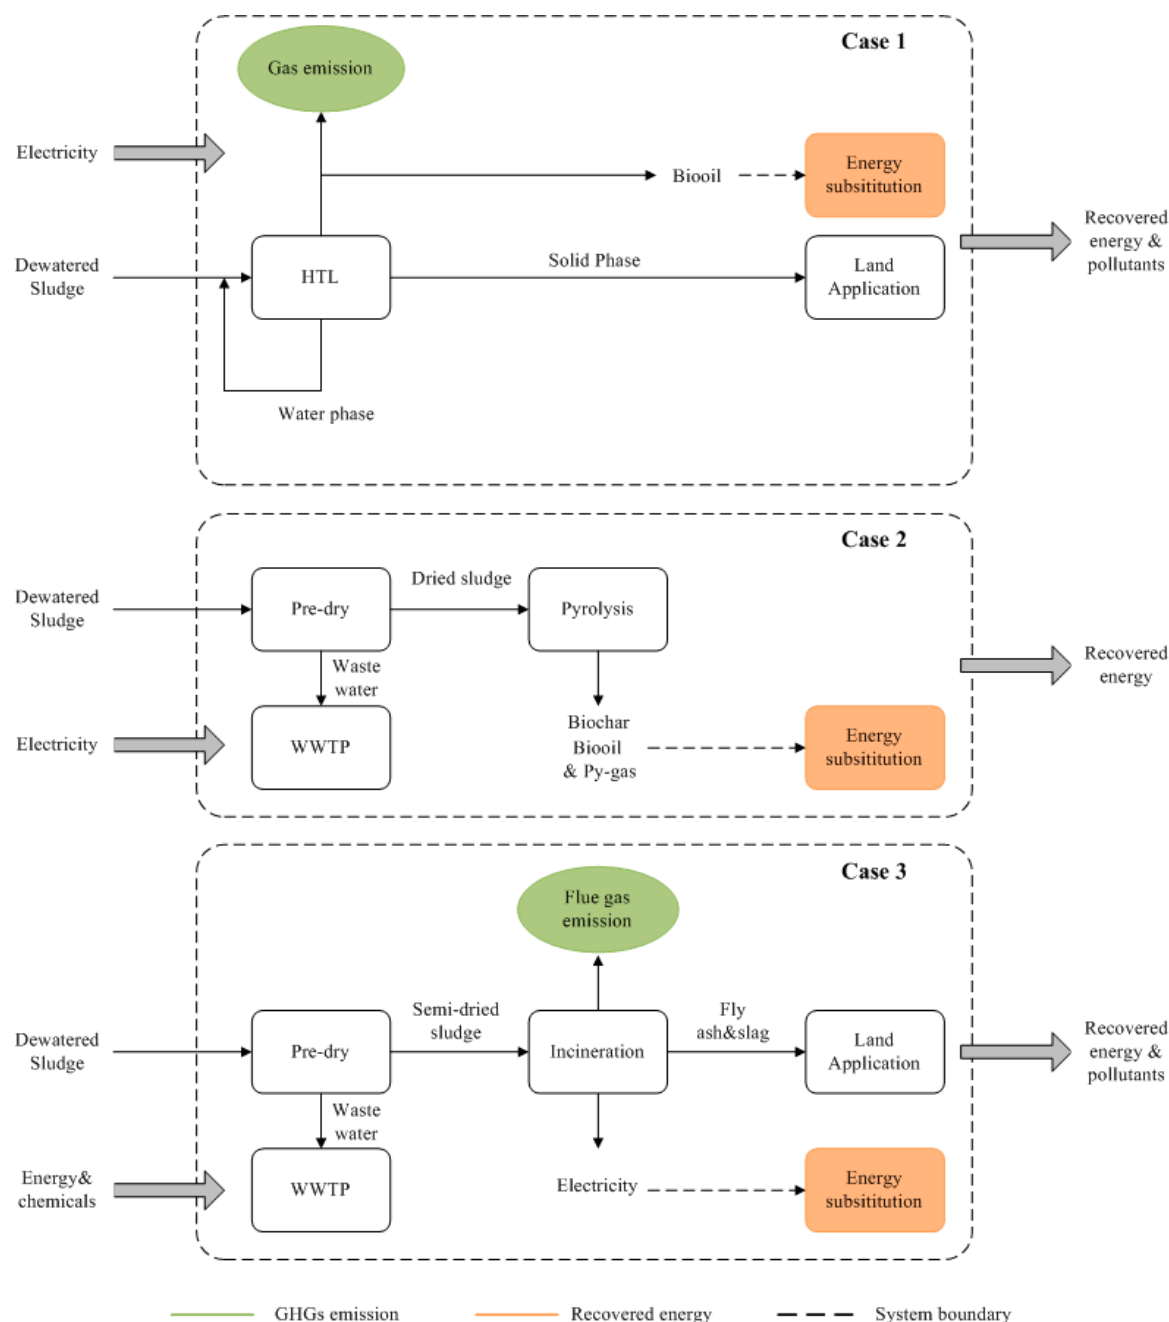 Case 1
Gas emission
Electricity
Biooil
Energy
subsititution
Recovered
energy &
pollutants
Dewatered
Sludge
HTL
Solid Phase
Land
Application
Water phase
Case 2
Dewatered
Sludge
Pre-dry
Dried sludge
Pyrolysis
Waste
water
Recovered
energy
Electricity
WWTP
Biochar
Biooil
& Py-gas
Energy
subsititution
Case 3
Flue gas
emission
Dewatered
Sludge
Pre-dry
Semi-dried
sludge
Incineration
Fly
ash&slag
Land
Application
Recovered
energy &
pollutants
Waste
water
Energy&
chemicals
WWTP
Electricity
Energy
subsititution
GHGs emission
Recovered energy
System boundary